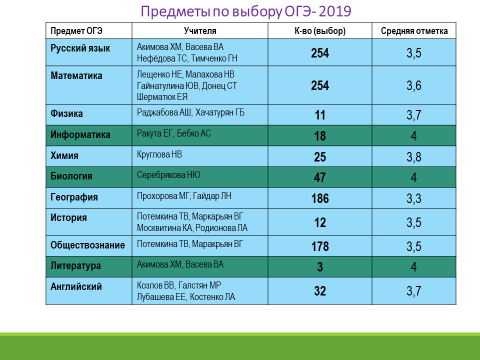 Предметы по выбору ОГЭ- 2019
Предмет ОГЭ Учителя К-во (выбор) Средняя отметка
Русский язык Акимова ХМ, Васева ВА 254 3,5
Нефёдова ТС, Тимченко ГН
Математика Лещенко НЕ, Малахова НВ 254 3,6
Гайнатулина ЮВ, Донец СТ
Шерматюк ЕЯ
Физика Раджабова АШ, Хачатурян ГБ 11 3,7
Информатика Ракута ЕГ, Бебко АС 18 4
Химия Круглова НВ 25 3,8
Биология Серебрякова НЮ 47 4
География Прохорова МГ, Гайдар ЛН 186 3,3
История Потемкина ТВ, Маркарьян ВГ 12 3,5
Москвитина КА, Родионова ЛА
Обществознание Потемкина ТВ, Маракрьян ВГ 178 3,5
Литература Акимова ХМ, Васева ВА 3 4
Английский Козлов ВВ, Галстян МР 32 3,7
Лубашева ЕЕ, Костенко ЛА